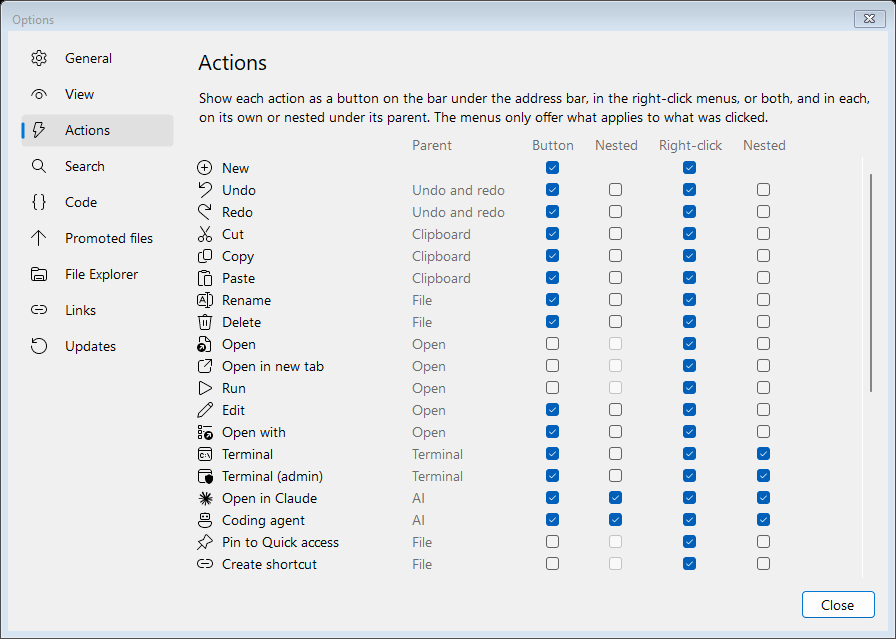 Options
General
View
Actions
Search
Code
Promoted files
File Explorer
Links
Updates
Actions
Show each action as a button on the bar under the address bar, in the right-click menus, or both, and in each,
on its own or nested under its parent. The menus only offer what applies to what was clicked.
Parent Button Nested Right-click Nested
New
Undo Undo and redo
Redo Undo and redo
Cut Clipboard
Copy Clipboard
Paste Clipboard
Rename File
Delete File
Open Open
Open in new tab Open
Run Open
Edit Open
Open with Open
Terminal Terminal
Terminal (admin) Terminal
Open in Claude AI
Coding agent AI
Pin to Quick access File
Create shortcut File
Close